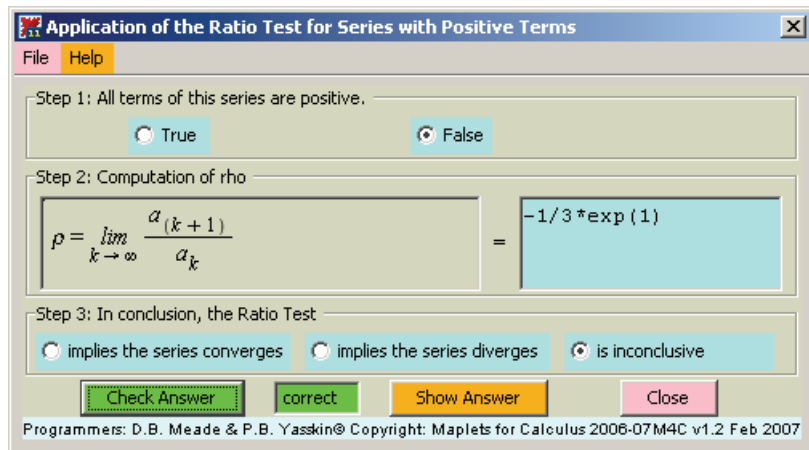 Application of the Ratio Test for Series with Positive Terms
File Help
Step 1: All terms of this series are positive.
True False
Step 2: Computation of rho
ρ = lim k → ∞ a(k + 1) / a k = -1/3*exp(1)
Step 3: In conclusion, the Ratio Test
implies the series converges implies the series diverges is inconclusive
Check Answer correct Show Answer Close
Programmers: D.B. Meade & P.B. Yasskin® Copyright: Maplets for Calculus 2006-07M4C v1.2 Feb 2007